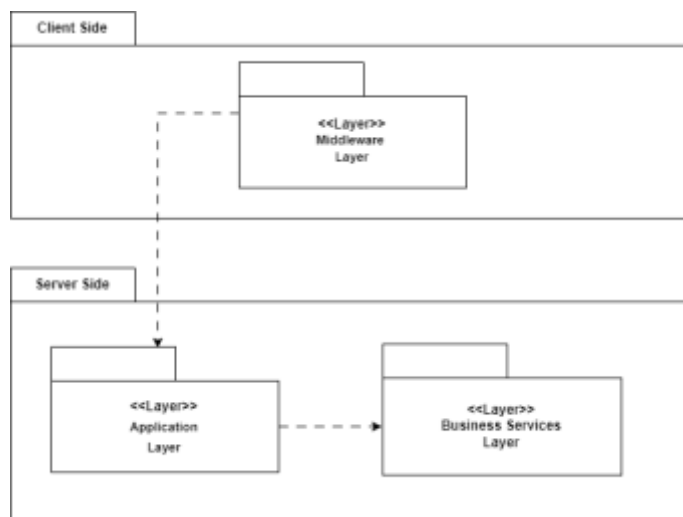 Client Side
<<Layer>>
Middleware
Layer
Server Side
<<Layer>>
Application
Layer
<<Layer>>
Business Services
Layer